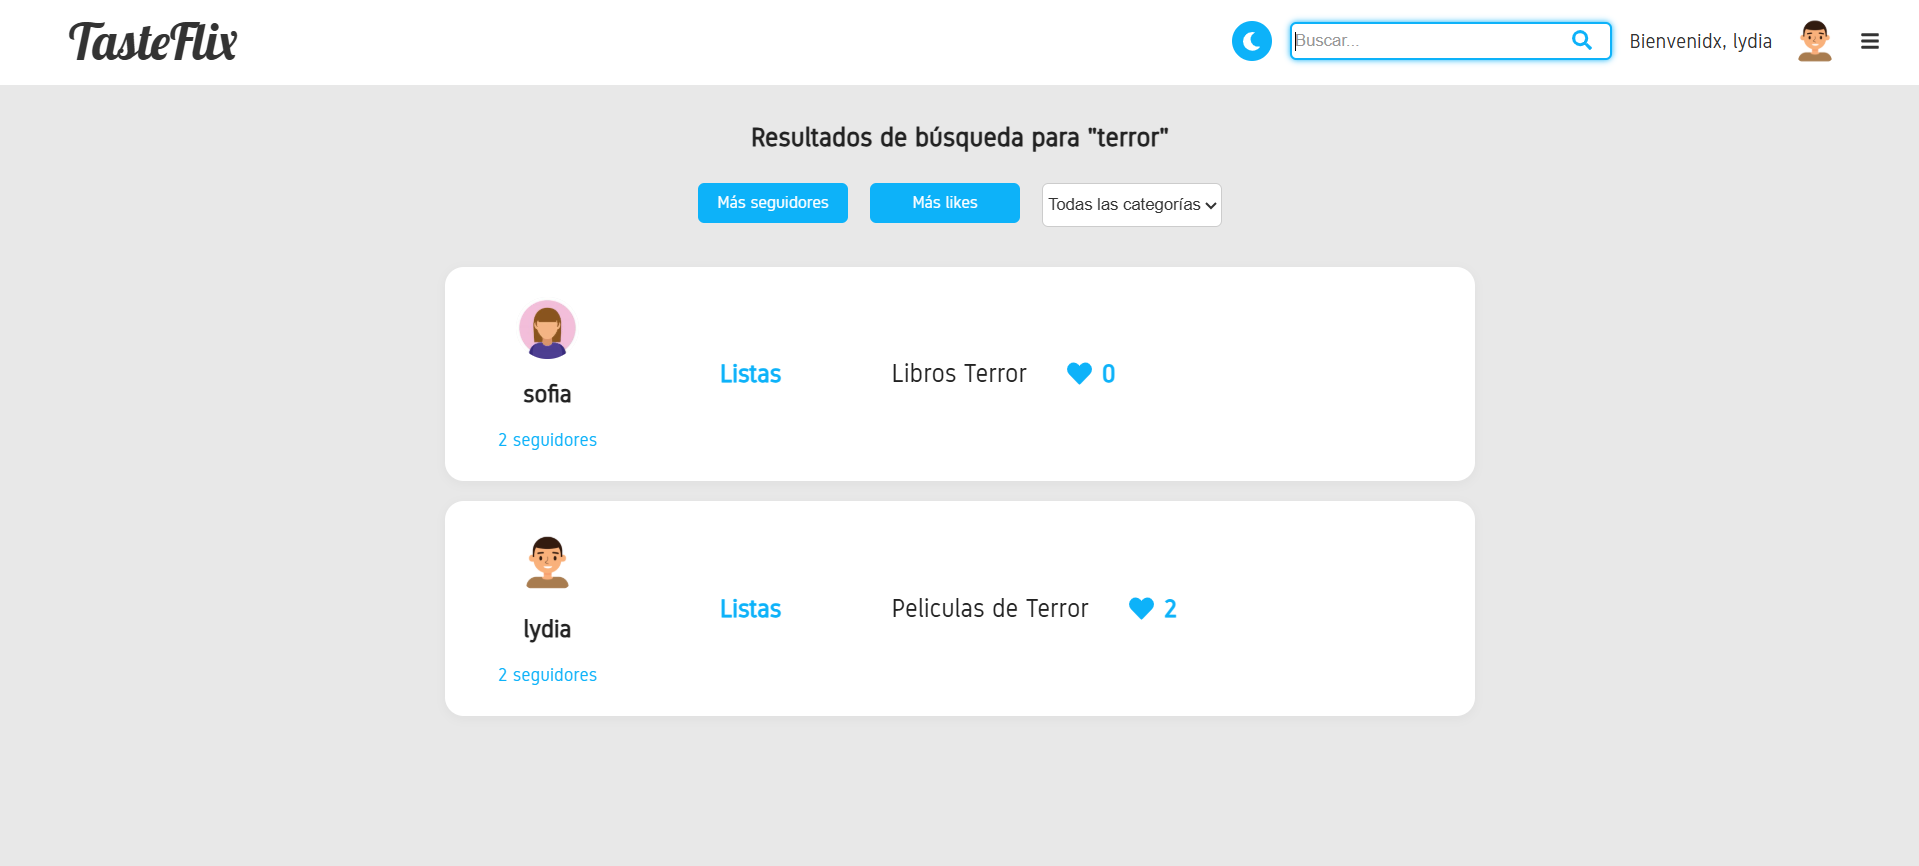 TasteFlix
Buscar...
Bienvenidx, lydia
Resultados de búsqueda para "terror"
Más seguidores
Más likes
Todas las categorías
sofia
2 seguidores
Listas
Libros Terror
0
lydia
2 seguidores
Listas
Peliculas de Terror
2